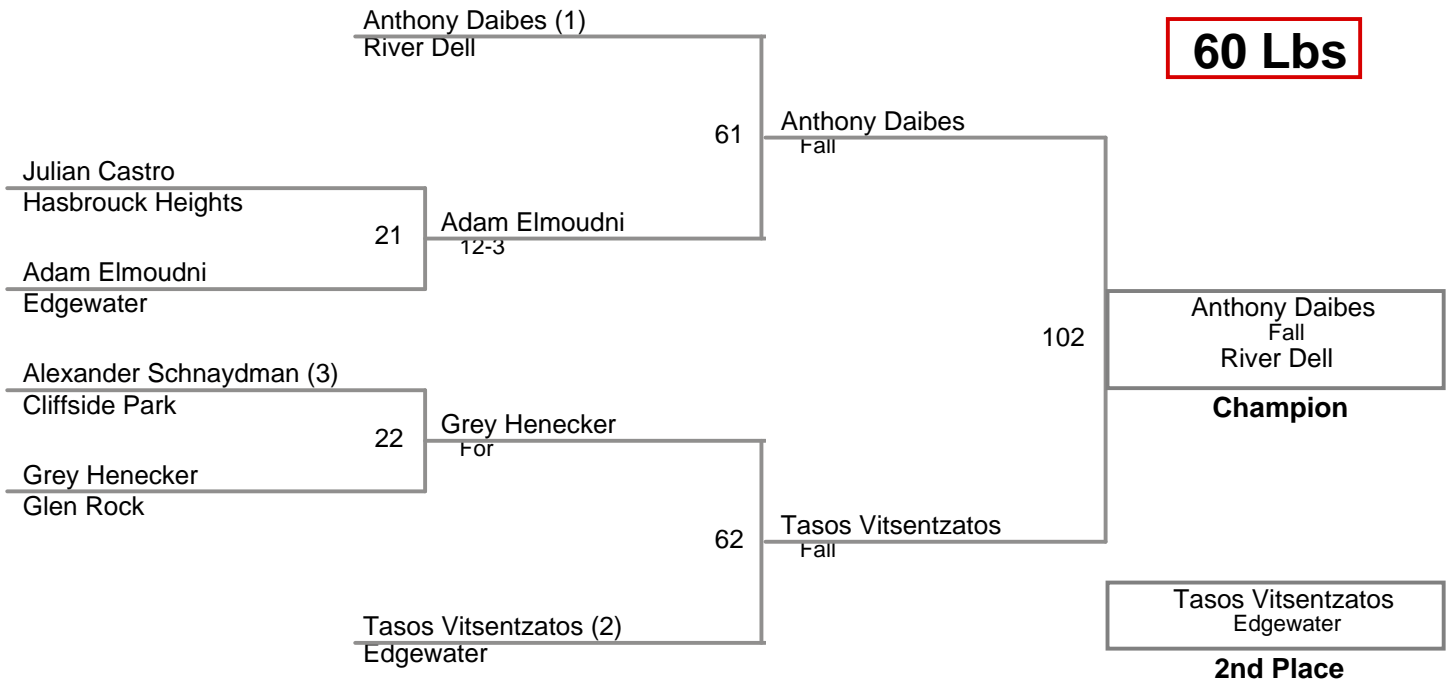 Anthony Daibes (1)
River Dell
60 Lbs
61
Anthony Daibes
Fall
Julian Castro
Hasbrouck Heights
21
Adam Elmoudni
12-3
Adam Elmoudni
Edgewater
102
Anthony Daibes
Fall
River Dell
Champion
Alexander Schnaydman (3)
Cliffside Park
22
Grey Henecker
For
Grey Henecker
Glen Rock
62
Tasos Vitsentzatos
Fall
Tasos Vitsentzatos (2)
Edgewater
Tasos Vitsentzatos
Edgewater
2nd Place